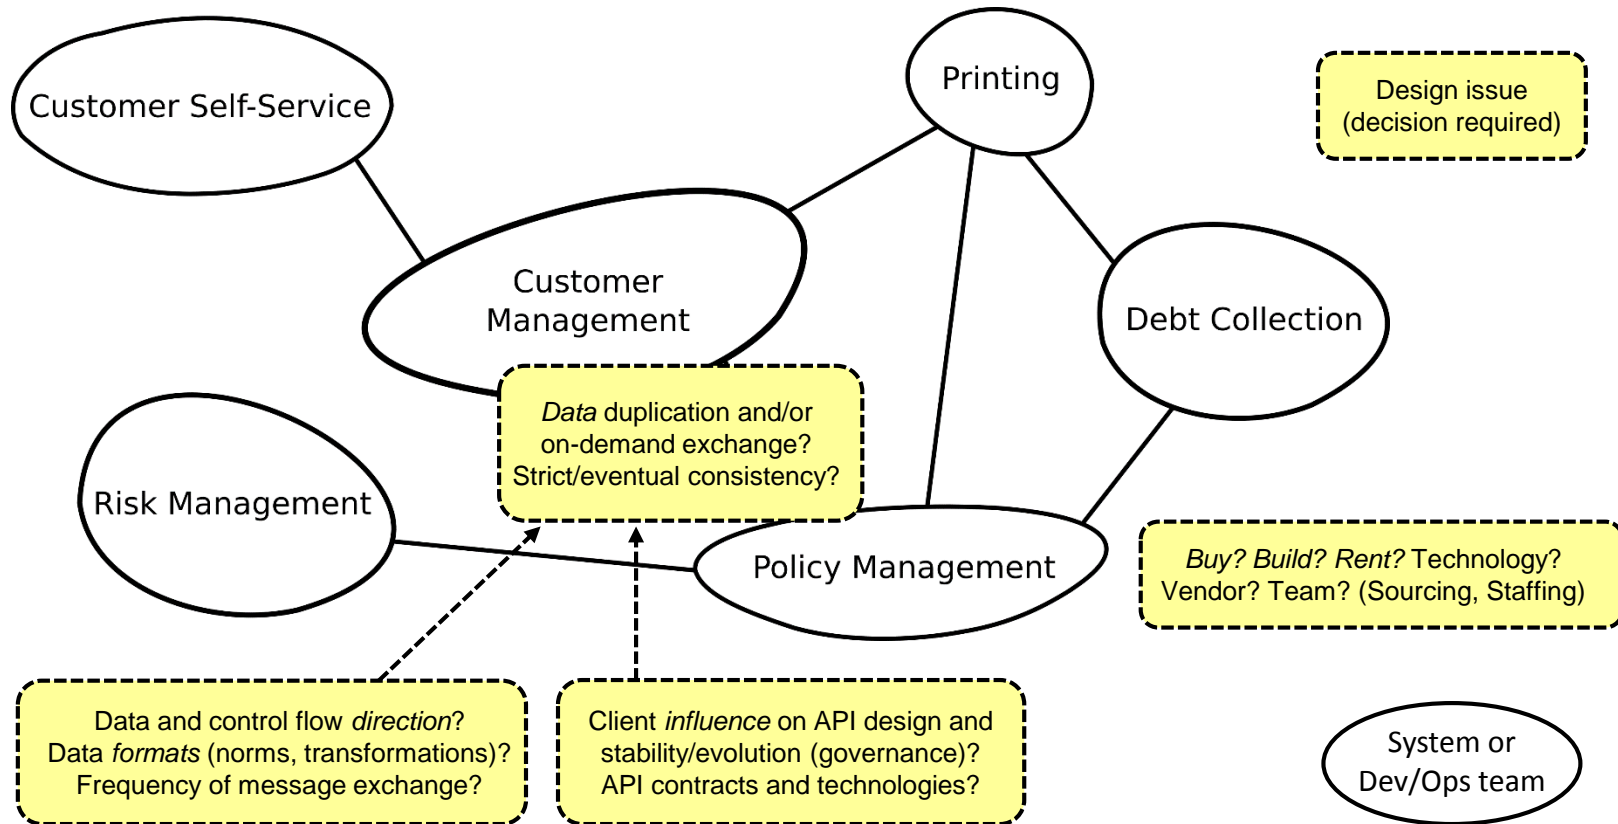 Customer Self-Service
Printing
Design issue
(decision required)
Customer
Management
Debt Collection
Data duplication and/or
on-demand exchange?
Strict/eventual consistency?
Risk Management
Policy Management
Buy? Build? Rent? Technology?
Vendor? Team? (Sourcing, Staffing)
Data and control flow direction?
Data formats (norms, transformations)?
Frequency of message exchange?
Client influence on API design and
stability/evolution (governance)?
API contracts and technologies?
System or
Dev/Ops team